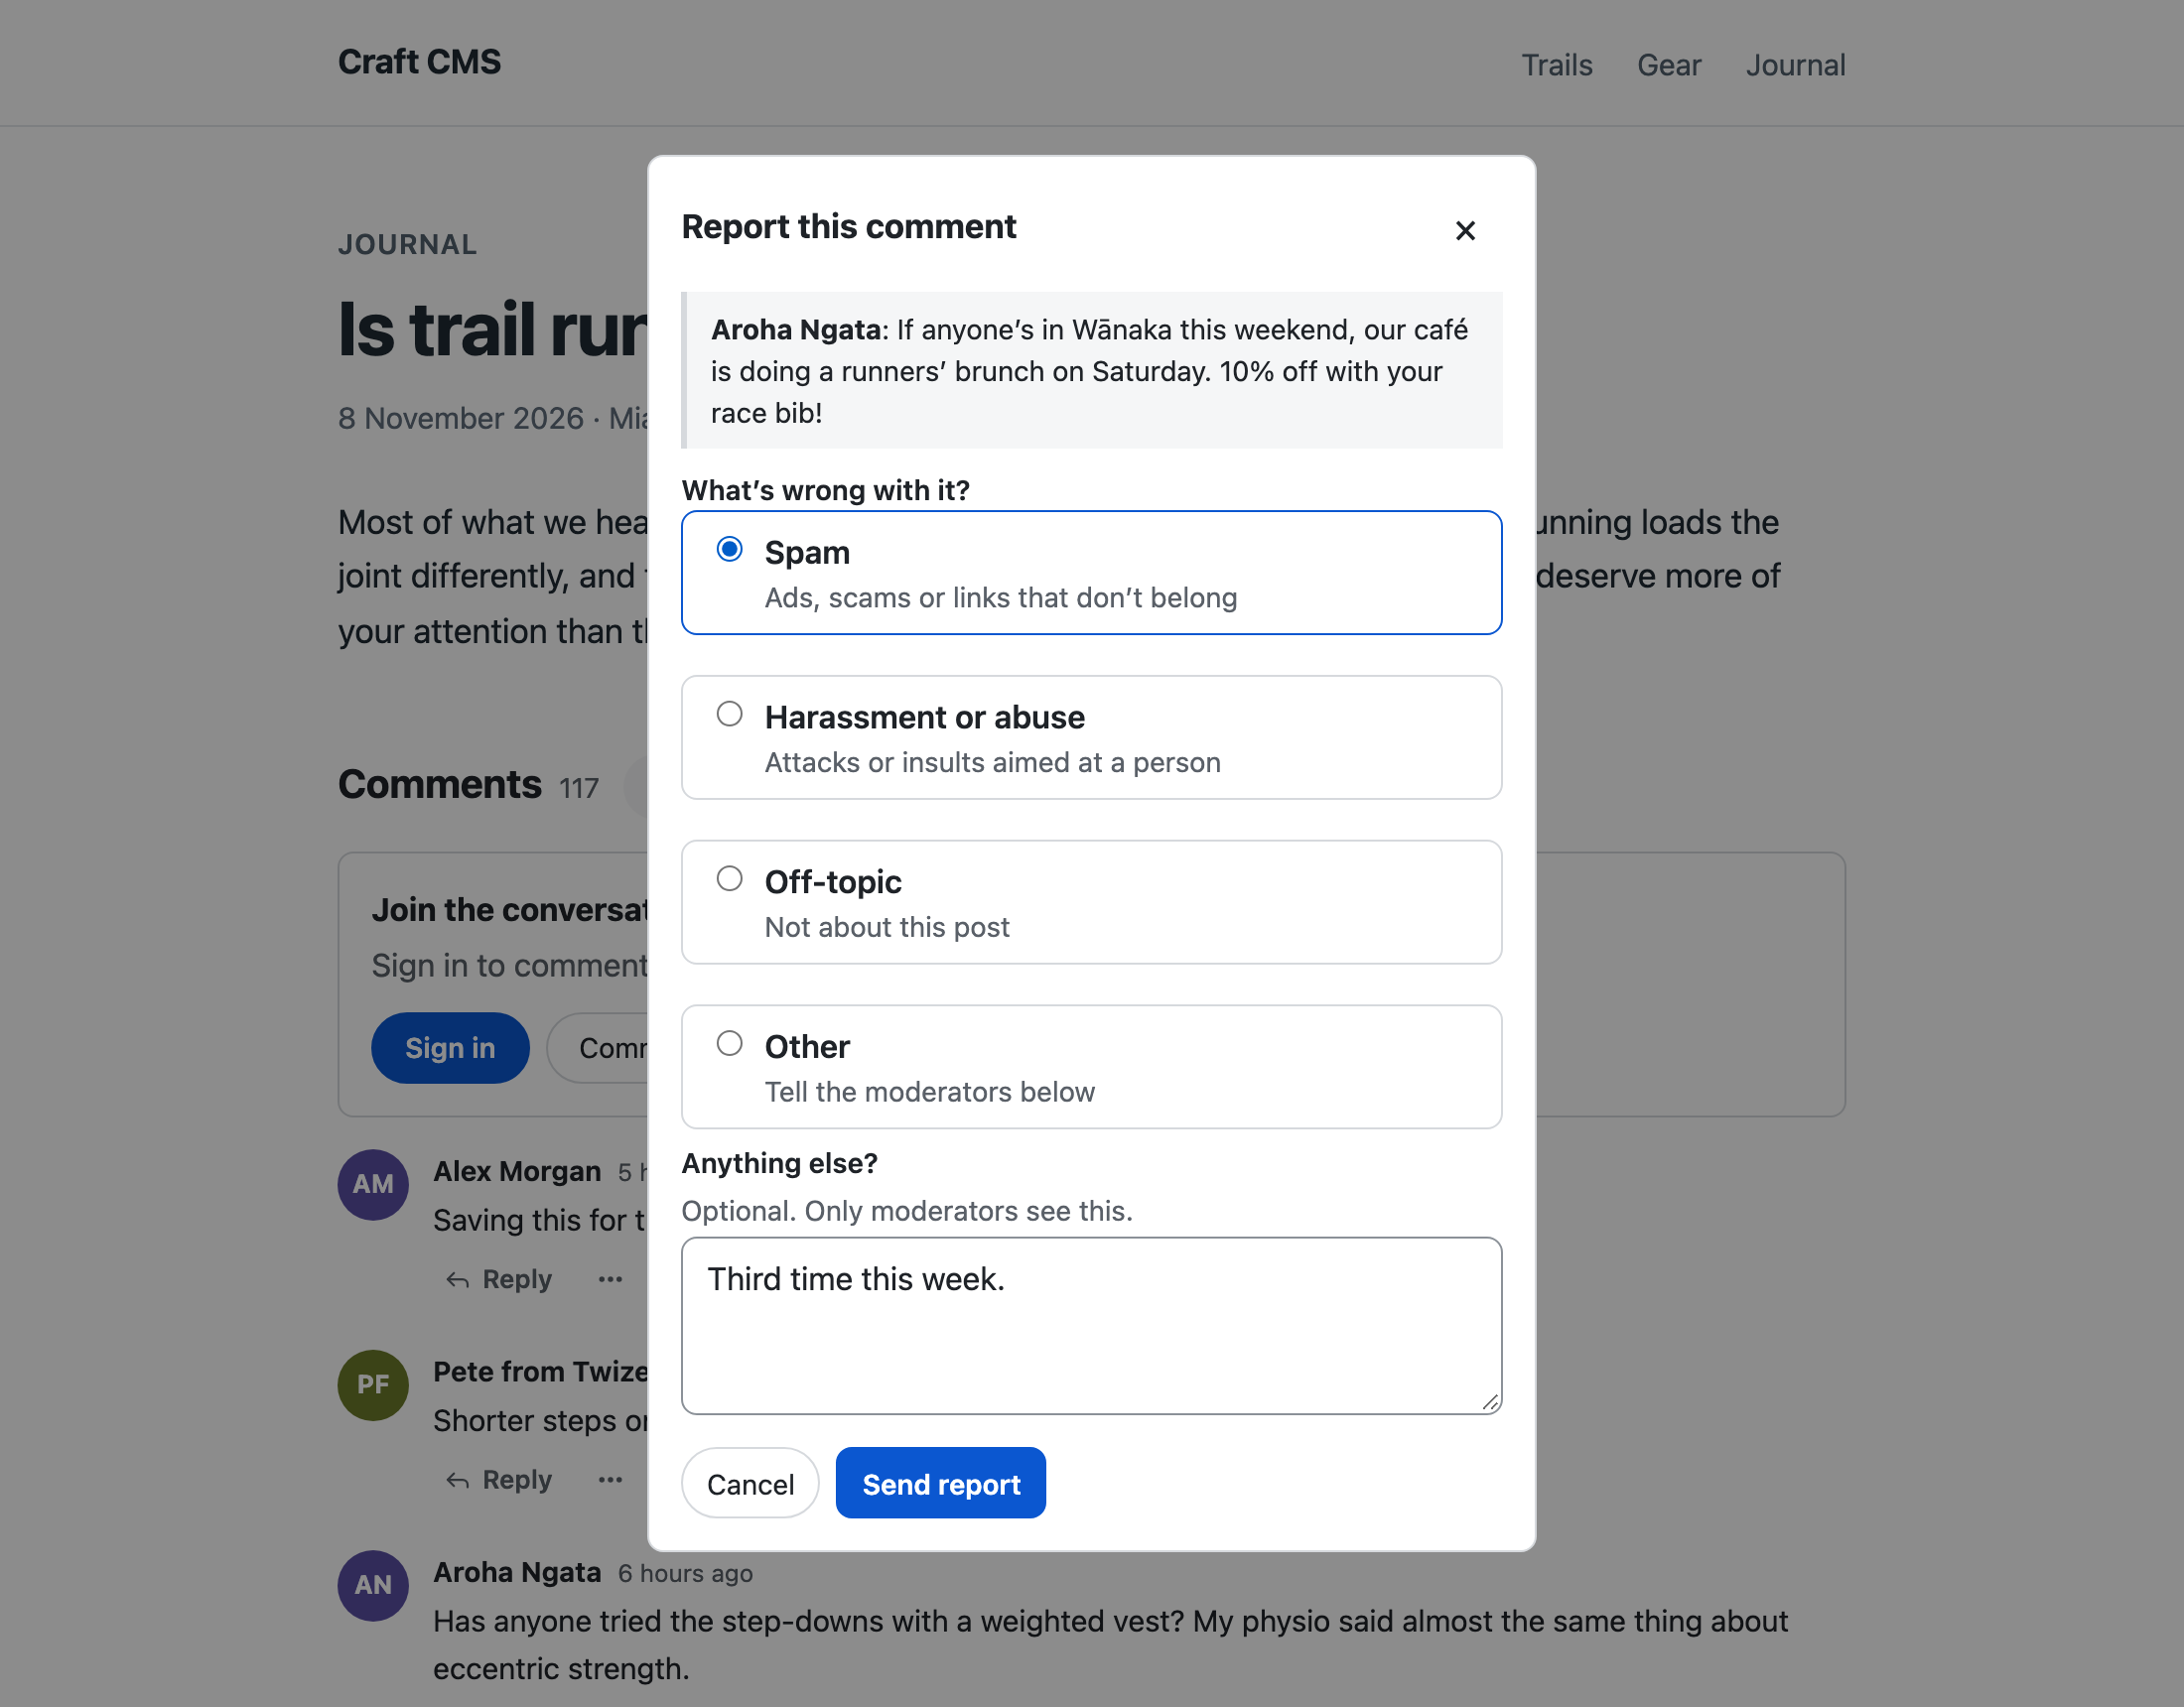 Craft CMS
Trails Gear Journal
JOURNAL
Is trail run
8 November 2026 · Mia
Most of what we hea
unning loads the
joint differently, and
deserve more of
your attention than t
Comments 117
Join the conversat
Sign in to comment
Sign in
Com
AM
Alex Morgan 5 h
Saving this for t
Reply
PF
Pete from Twize
Shorter steps or
Reply
AN
Aroha Ngata 6 hours ago
Has anyone tried the step-downs with a weighted vest? My physio said almost the same thing about
eccentric strength.
Report this comment
Aroha Ngata: If anyone’s in Wānaka this weekend, our café
is doing a runners’ brunch on Saturday. 10% off with your
race bib!
What’s wrong with it?
Spam
Ads, scams or links that don’t belong
Harassment or abuse
Attacks or insults aimed at a person
Off-topic
Not about this post
Other
Tell the moderators below
Anything else?
Optional. Only moderators see this.
Third time this week.
Cancel
Send report